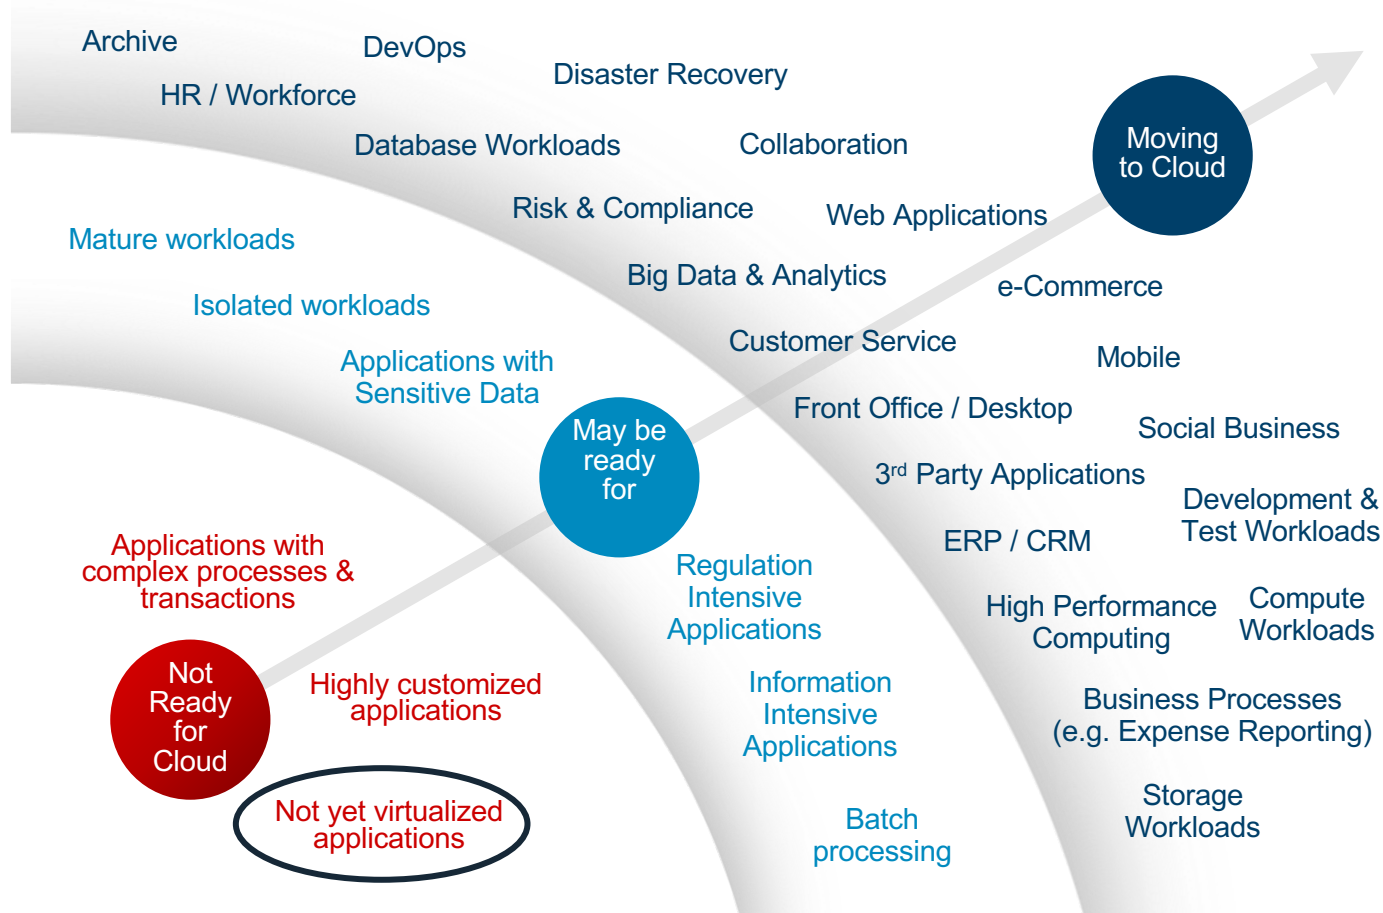 Archive
DevOps
Disaster Recovery
HR / Workforce
Database Workloads
Collaboration
Moving
to Cloud
Risk & Compliance
Web Applications
Mature workloads
Big Data & Analytics
e-Commerce
Isolated workloads
Customer Service
Mobile
Applications with
Sensitive Data
Front Office / Desktop
Social Business
May be
ready
for
3rd Party Applications
Development &
Test Workloads
ERP / CRM
Applications with
complex processes &
transactions
Regulation
Intensive
Applications
High Performance
Computing
Compute
Workloads
Not
Ready
for
Cloud
Highly customized
applications
Information
Intensive
Applications
Business Processes
(e.g. Expense Reporting)
Not yet virtualized
applications
Batch
processing
Storage
Workloads